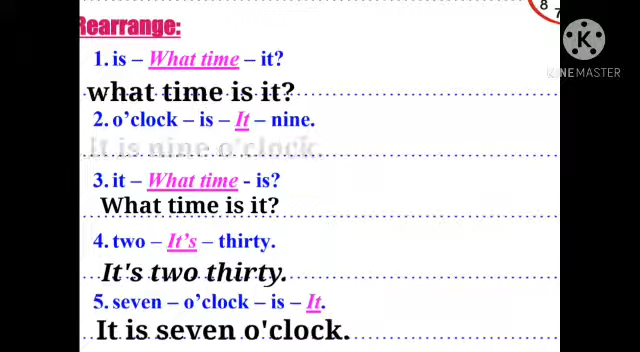 Rearrange:
8
7
KINEMASTER
1. is – What time – it?
what time is it?
2. o'clock – is – It – nine.
It is nine o'clock.
3. it – What time - is?
What time is it?
4. two – It's – thirty.
It's two thirty.
5. seven – o'clock – is – It.
It is seven o'clock.